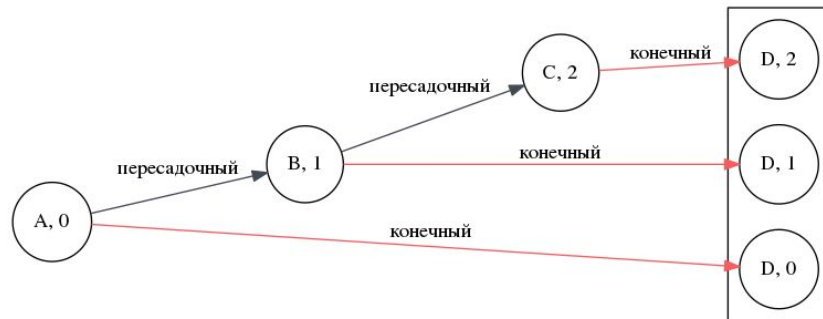 конечный
D, 2
C, 2
пересадочный
конечный
B, 1
D, 1
пересадочный
A, 0
конечный
D, 0